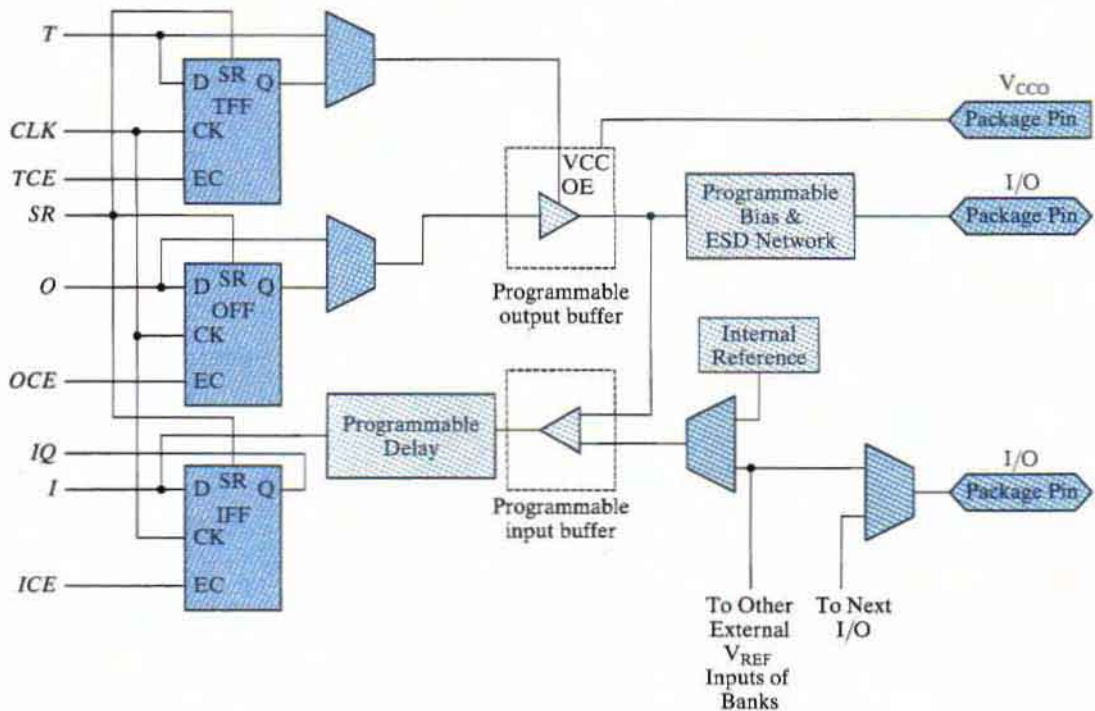 T
D SR Q
TFF
CK
EC
CLK
TCE
SR
O
D SR Q
OFF
CK
EC
OCE
IQ
I
D SR Q
IFF
CK
EC
ICE
VCC
OE
Programmable
output buffer
Programmable
Bias &
ESD Network
V_CCO
Package Pin
I/O
Package Pin
Internal
Reference
Programmable
Delay
Programmable
input buffer
I/O
Package Pin
To Other
External
V_REF
Inputs of
Banks
To Next
I/O